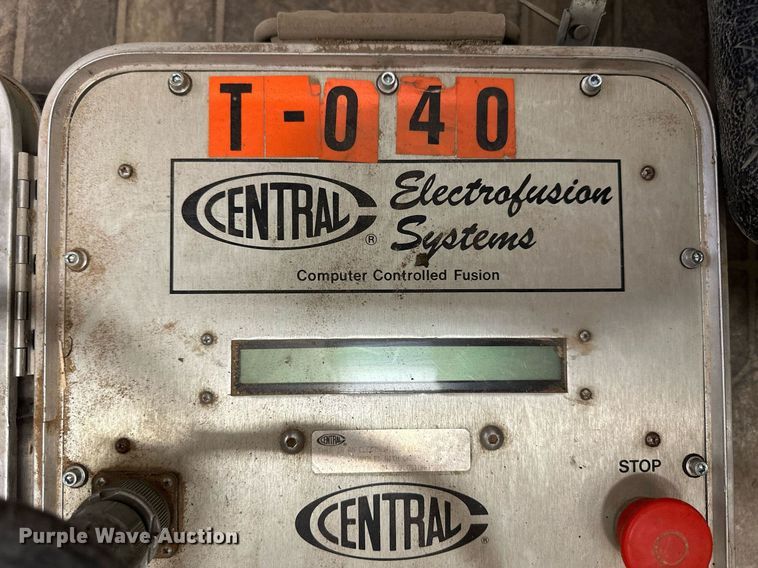 T-040
CENTRAL® Electrofusion
Systems
Computer Controlled Fusion
CENTRAL
STOP
CENTRAL®
Purple Wave Auction